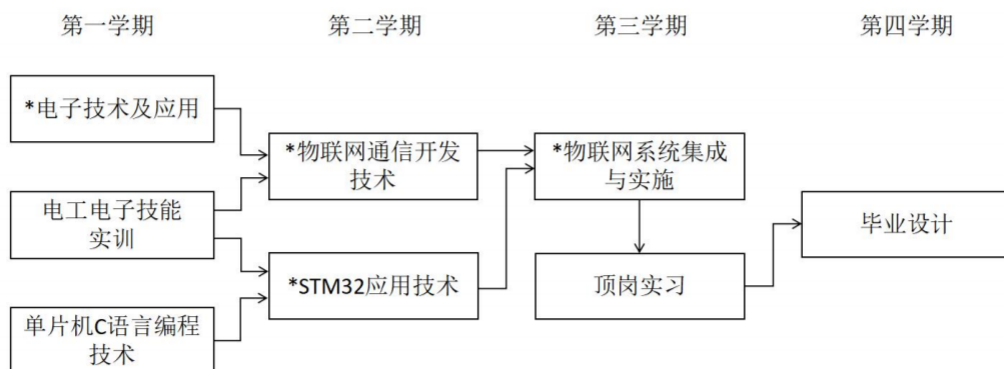 第一学期
第二学期
第三学期
第四学期
*电子技术及应用
电工电子技能
实训
单片机C语言编程
技术
*物联网通信开发
技术
*STM32应用技术
*物联网系统集成
与实施
顶岗实习
毕业设计